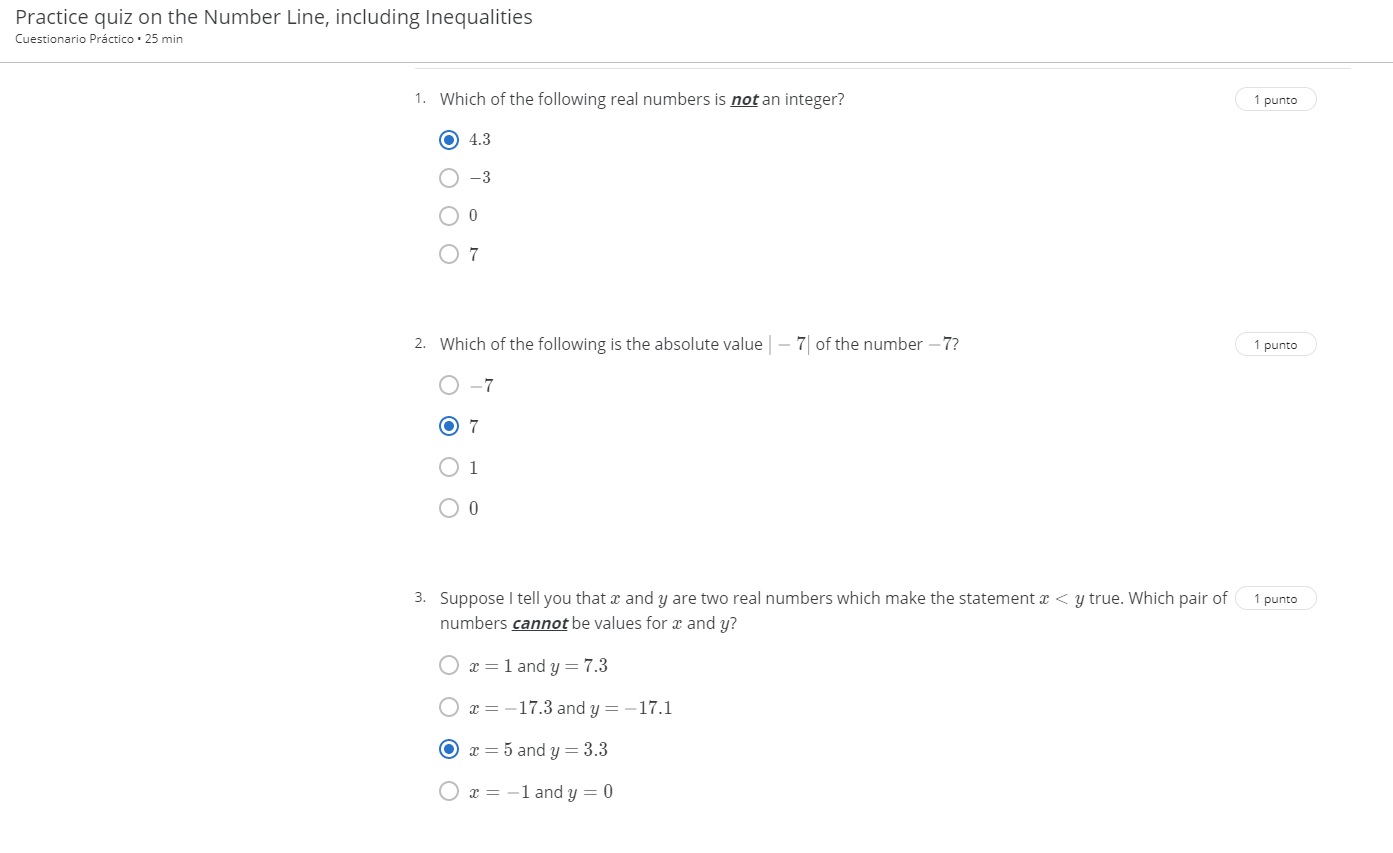 Practice quiz on the Number Line, including Inequalities
Cuestionario Práctico • 25 min
1. Which of the following real numbers is not an integer?
1 punto
4.3
−3
0
7
2. Which of the following is the absolute value | − 7| of the number −7?
1 punto
−7
7
1
0
3. Suppose I tell you that x and y are two real numbers which make the statement x < y true. Which pair of
1 punto
numbers cannot be values for x and y?
x = 1 and y = 7.3
x = −17.3 and y = −17.1
x = 5 and y = 3.3
x = −1 and y = 0